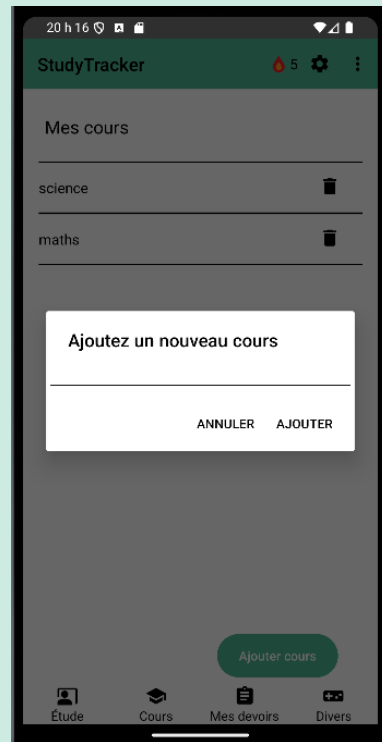 20 h 16
StudyTracker 5
Mes cours
science
maths
Ajoutez un nouveau cours
ANNULER AJOUTER
Ajouter cours
Étude Cours Mes devoirs Divers